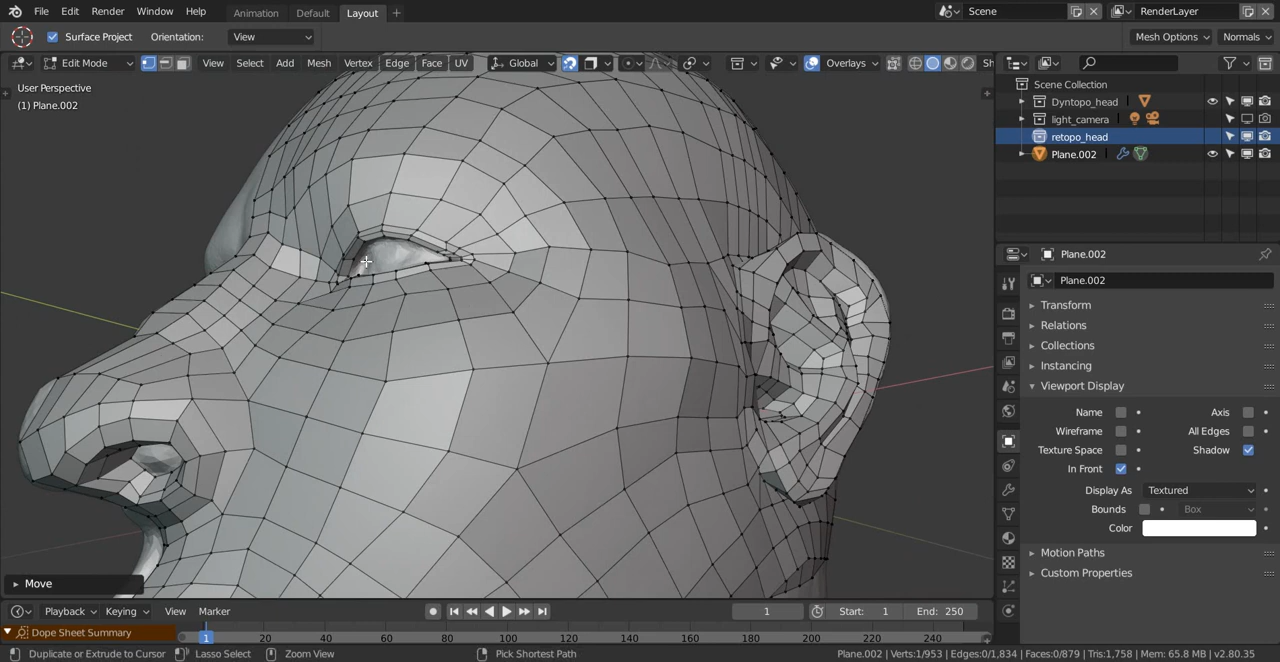 File Edit Render Window Help Animation Default Layout + Scene RenderLayer
Surface Project Orientation: View Mesh Options Normals
Edit Mode View Select Add Mesh Vertex Edge Face UV Global Overlays Sh
User Perspective
(1) Plane.002
Scene Collection
Dyntopo_head
light_camera
retopo_head
Plane.002
Plane.002
Plane.002
Transform
Relations
Collections
Instancing
Viewport Display
Name Axis
Wireframe All Edges
Texture Space Shadow
In Front
Display As Textured
Bounds Box
Color
Motion Paths
Custom Properties
Move
Playback Keying View Marker 1 Start: 1 End: 250
Dope Sheet Summary 1 20 40 60 80 100 120 140 160 180 200 220 240
Duplicate or Extrude to Cursor Lasso Select Zoom View Pick Shortest Path Plane.002 | Verts:1/953 | Edges:0/1,834 | Faces:0/879 | Tris:1,758 | Mem: 65.8 MB | v2.80.35